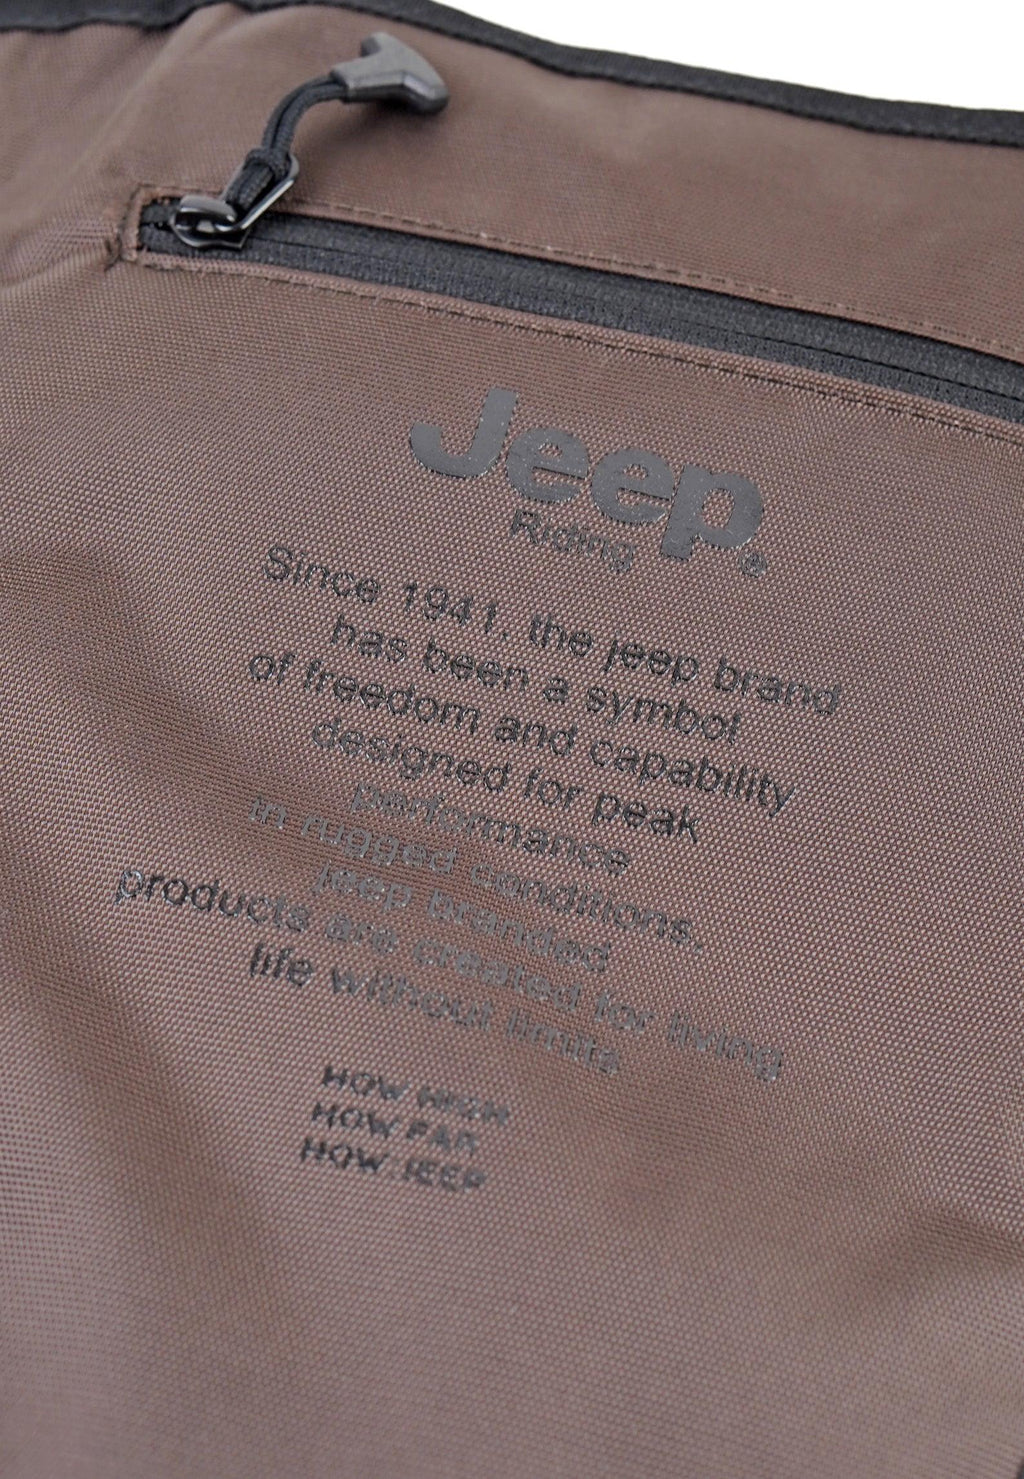 Jeep®
Riding
Since 1941, the jeep brand
has been a symbol
of freedom and capability
designed for peak
performance
in rugged conditions.
jeep branded
products are created for living
life without limits
HOW HIGH
HOW FAR
HOW JEEP